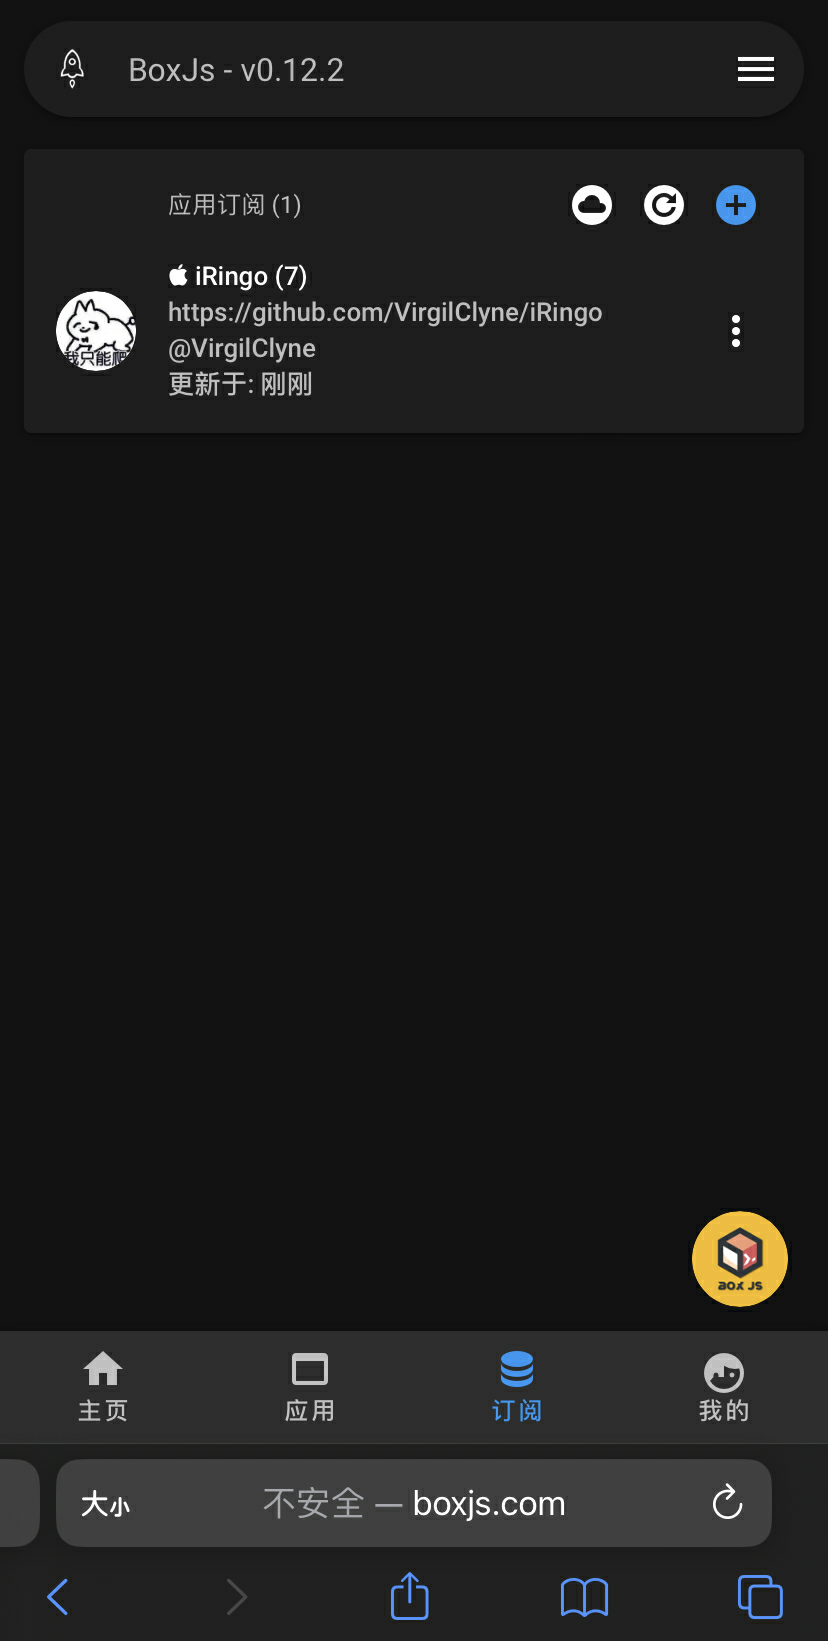 BoxJs - v0.12.2
应用订阅 (1)
iRingo (7)
https://github.com/VirgilClyne/iRingo
@VirgilClyne
更新于: 刚刚
我只能爬
BOX JS
主页
应用
订阅
我的
大小
不安全 — boxjs.com